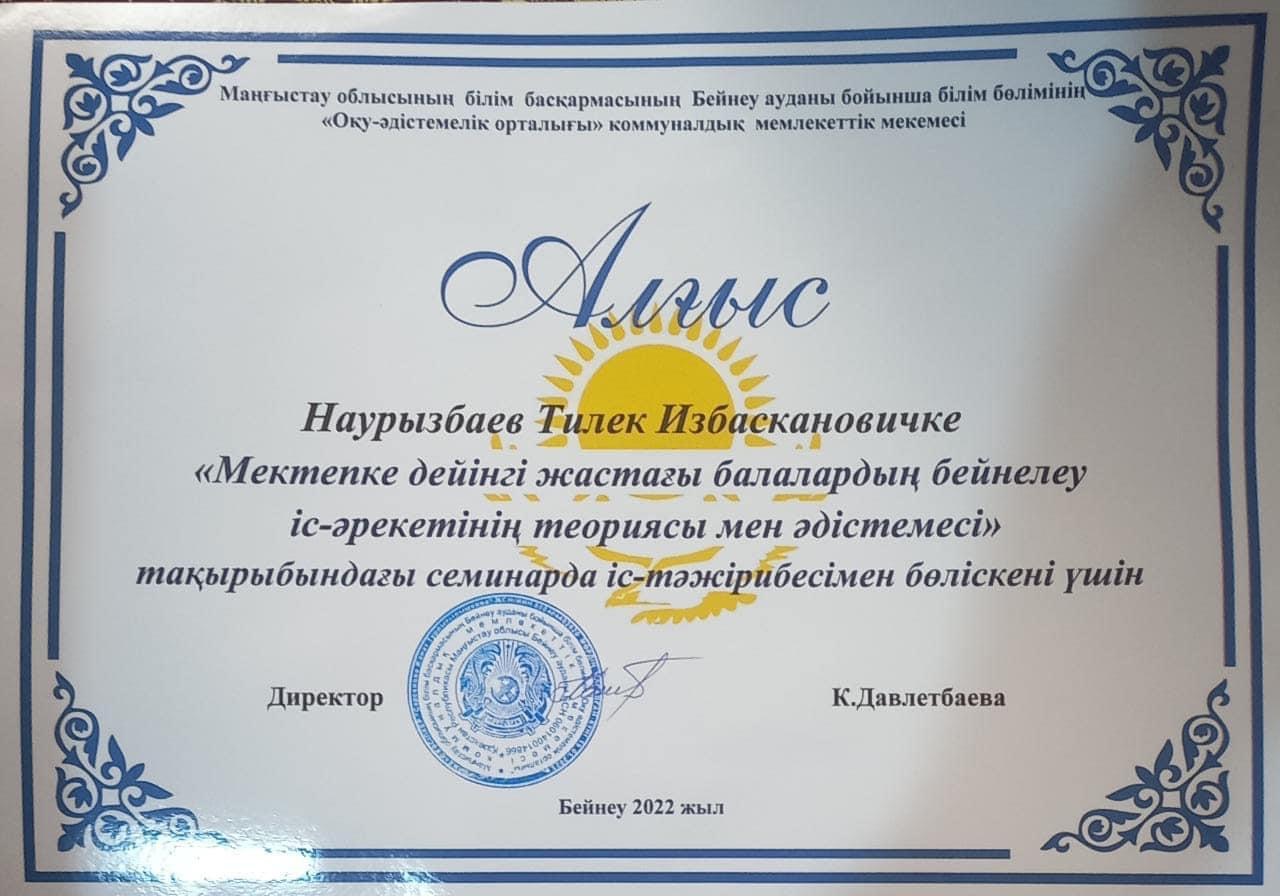 Маңғыстау облысының білім басқармасының Бейнеу ауданы бойынша білім бөлімінің
«Оқу-әдістемелік орталығы» коммуналдық мемлекеттік мекемесі
Алғыс
Наурызбаев Тилек Избаскановичке
«Мектепке дейінгі жастағы балалардың бейнелеу
іс-әрекетінің теориясы мен әдістемесі»
тақырыбындағы семинарда іс-тәжірибесімен бөліскені үшін
Директор
К.Давлетбаева
Бейнеу 2022 жыл